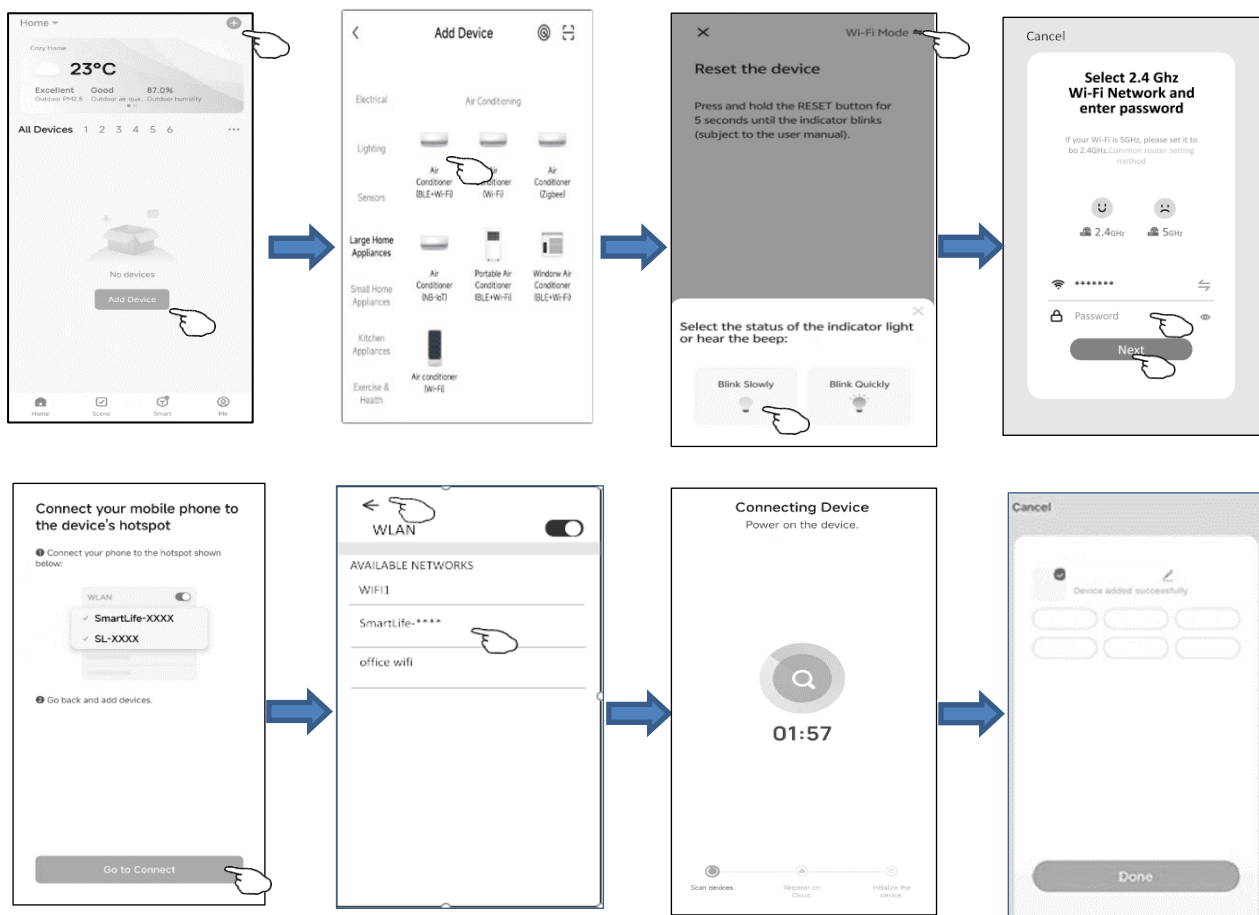 Home
Cozy Home
23°C
Excellent Good 87.0%
Outdoor PM2.5 Outdoor air qua... Outdoor humidity
All Devices 1 2 3 4 5 6 ...
No devices
Add Device
Home Scene Smart Me
Add Device
Electrical
Lighting
Sensors
Large Home
Appliances
Small Home
Appliances
Kitchen
Appliances
Exercise &
Health
Air Conditioning
Air
Conditioner
(BLE+Wi-Fi)
Air
Conditioner
(Wi-Fi)
Air
Conditioner
(Zigbee)
Air
Conditioner
(NB-IoT)
Portable Air
Conditioner
(BLE+Wi-Fi)
Window Air
Conditioner
(BLE+Wi-Fi)
Air conditioner
(Wi-Fi)
Wi-Fi Mode
Reset the device
Press and hold the RESET button for
5 seconds until the indicator blinks
(subject to the user manual).
Select the status of the indicator light
or hear the beep:
Blink Slowly Blink Quickly
Cancel
Select 2.4 Ghz
Wi-Fi Network and
enter password
If your Wi-Fi is 5GHz, please set it to
bo 2.4GHz.Common router setting
method
2.4GHz 5GHz
*******
Password
Next
Connect your mobile phone to
the device's hotspot
❶ Connect your phone to the hotspot shown
below:
WLAN
✓ SmartLife-XXXX
✓ SL-XXXX
❷ Go back and add devices.
Go to Connect
WLAN
AVAILABLE NETWORKS
WIFI1
SmartLife-****
office wifi
Connecting Device
Power on the device.
01:57
Scan devices.
Register on
Cloud.
Initialize the
device.
Cancel
Device added successfully
Done